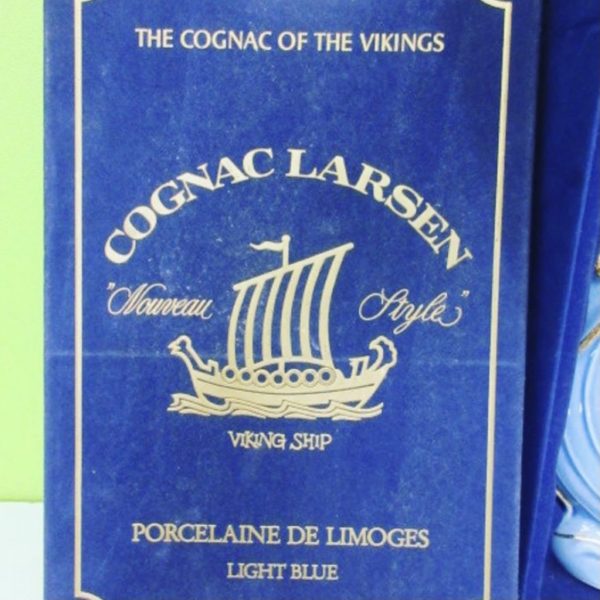 THE COGNAC OF THE VIKINGS
COGNAC LARSEN
"Nouveau Style"
VIKING SHIP
PORCELAINE DE LIMOGES
LIGHT BLUE